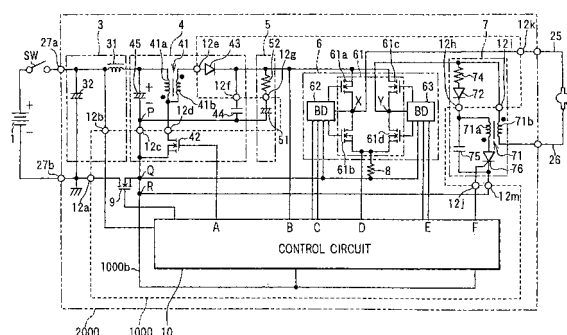 3 4 5 6 7
SW 27a 31 45 41a 41 12e 43 52 12g 61a 61 61c 12h 12k 12i 25
32 41b 12f 62 63 74
1 12b P 12d 44 51 X Y BD BD 72 71a 71b
12c 42 61d 75 71 26
61b 76
27b Q 8
12a 9 R 12j 12m
A B C D E F
CONTROL CIRCUIT
1000b
2000 1000 10